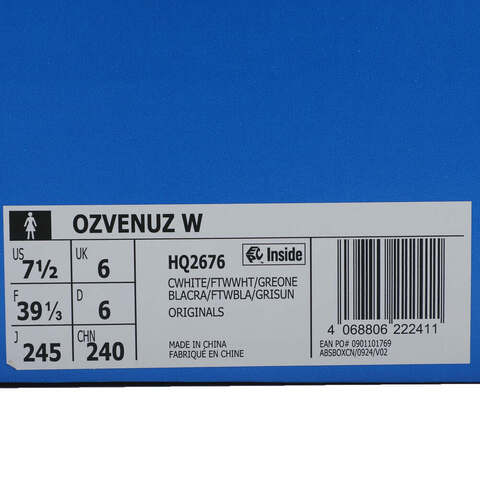 OZVENUZ W
US 7½ UK 6
F 39⅓ D 6
J 245 CHN 240
HQ2676 Inside
CWHITE/FTWWHT/GREONE
BLACRA/FTWBLA/GRISUN
ORIGINALS
MADE IN CHINA
FABRIQUÉ EN CHINE
4 068806 222411
EAN PO# 0901101769
ABSBOXCN/0924/V02